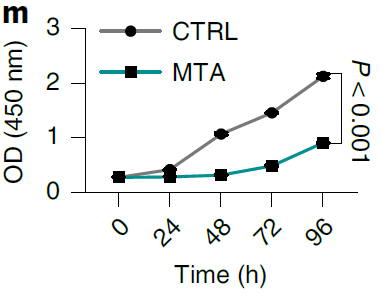 m
OD (450 nm)
3
2
1
0
CTRL
MTA
P < 0.001
0 24 48 72 96
Time (h)